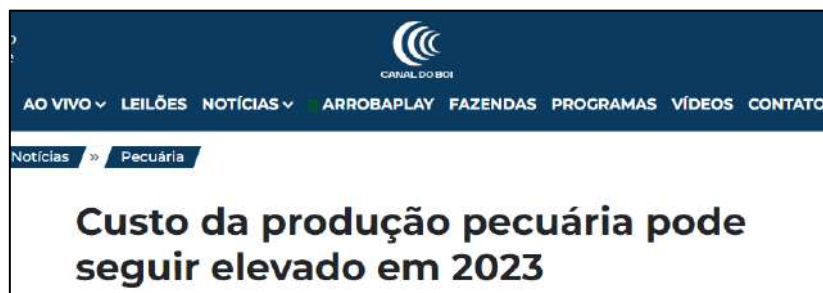 CANAL DO BOI
AO VIVO LEILÕES NOTÍCIAS ARROBAPLAY FAZENDAS PROGRAMAS VÍDEOS CONTATO
Notícias » Pecuária
Custo da produção pecuária pode
seguir elevado em 2023